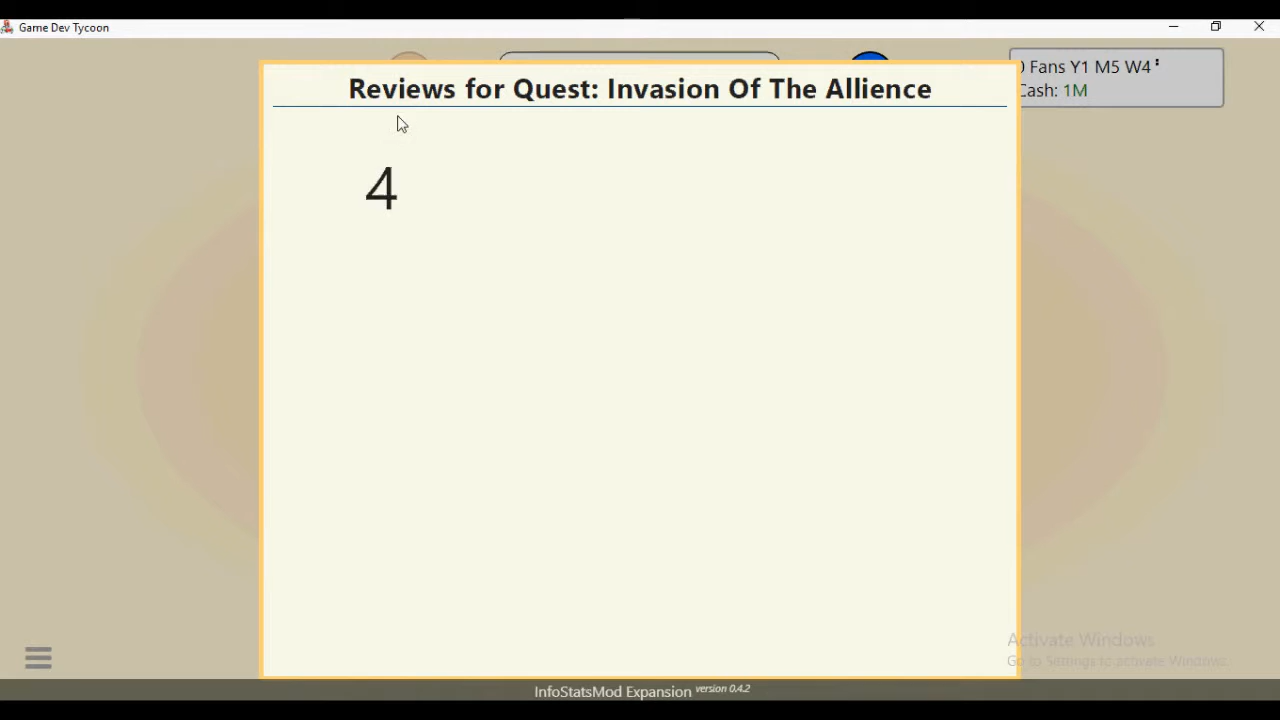 Game Dev Tycoon
Fans Y1 M5 W4
Cash: 1M
Reviews for Quest: Invasion Of The Allience
4
Activate Windows
Go to Settings to activate Windows.
InfoStatsMod Expansion version 0.4.2